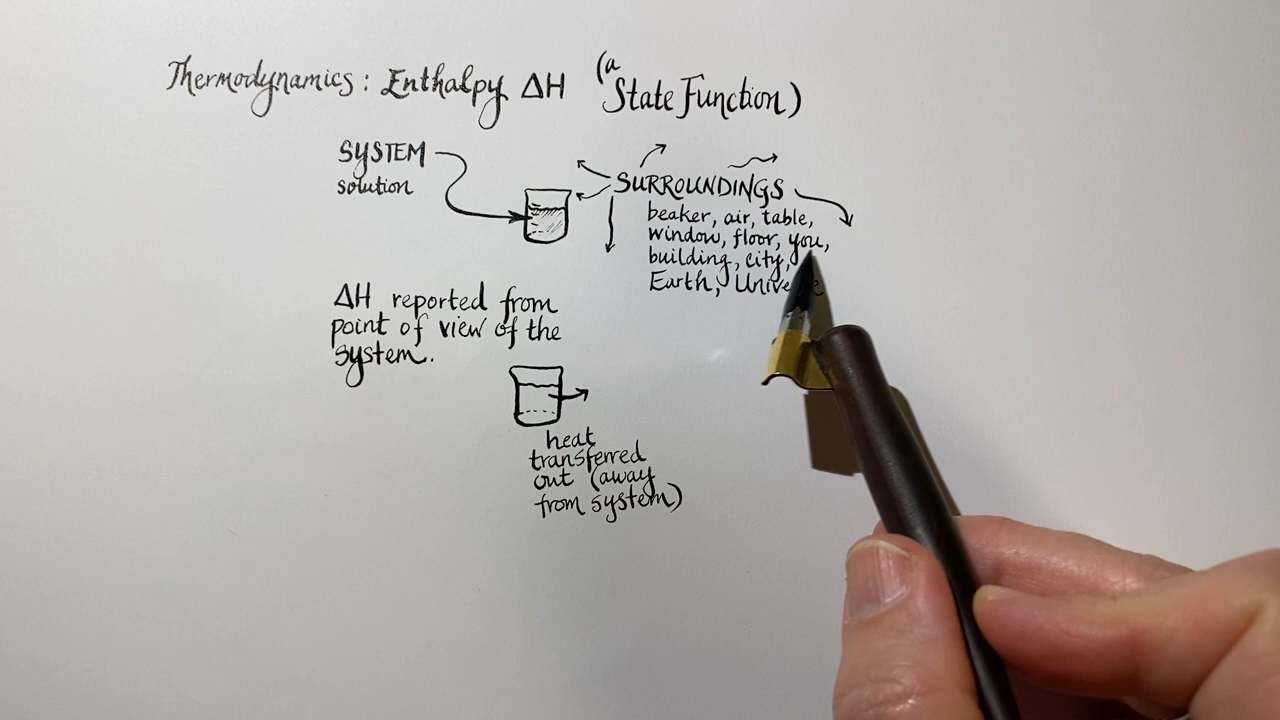 Thermodynamics: Enthalpy ΔH (a State Function)
SYSTEM
solution
SURROUNDINGS
beaker, air, table,
window, floor, you,
building, city,
Earth,
ΔH reported from
point of view of the
system.
heat
transferred
out (away
from system)